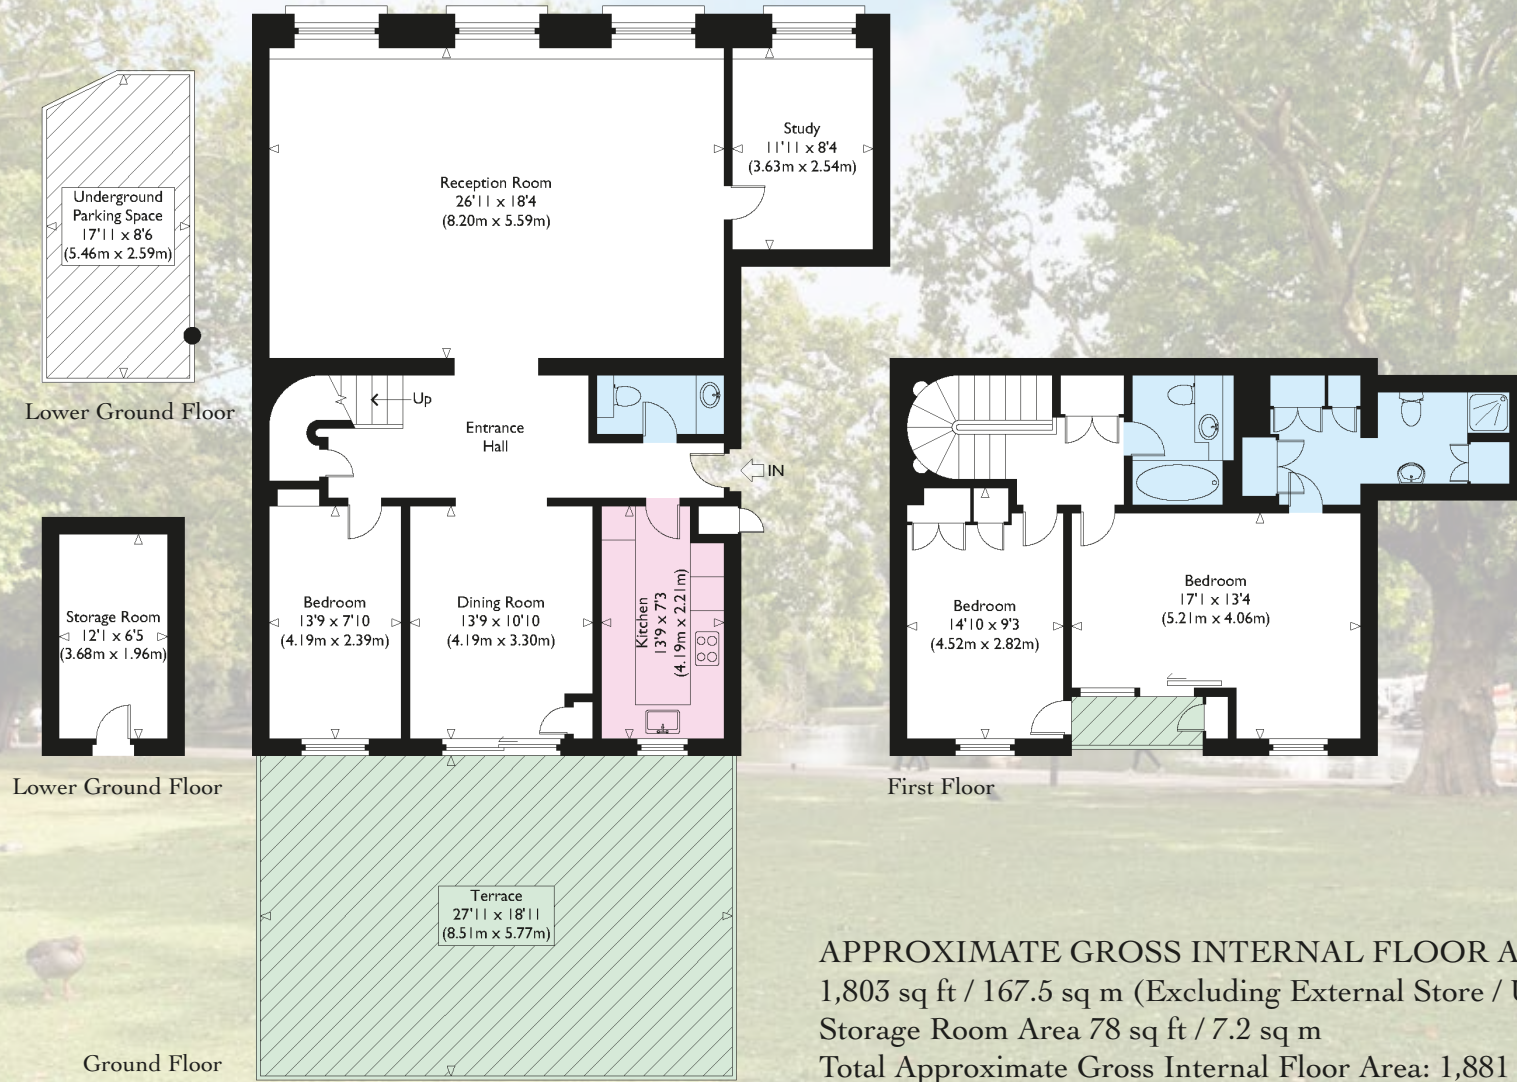 Underground
Parking Space
17'11 x 8'6
(5.46m x 2.59m)
Lower Ground Floor
Storage Room
12'1 x 6'5
(3.68m x 1.96m)
Lower Ground Floor
Reception Room
26'11 x 18'4
(8.20m x 5.59m)
Study
11'11 x 8'4
(3.63m x 2.54m)
Up
Entrance
Hall
IN
Bedroom
13'9 x 7'10
(4.19m x 2.39m)
Dining Room
13'9 x 10'10
(4.19m x 3.30m)
Kitchen
13'9 x 7'3
(4.19m x 2.21m)
Terrace
27'11 x 18'11
(8.51m x 5.77m)
Ground Floor
Bedroom
14'10 x 9'3
(4.52m x 2.82m)
Bedroom
17'1 x 13'4
(5.21m x 4.06m)
First Floor
APPROXIMATE GROSS INTERNAL FLOOR A
1,803 sq ft / 167.5 sq m (Excluding External Store / U
Storage Room Area 78 sq ft / 7.2 sq m
Total Approximate Gross Internal Floor Area: 1,881